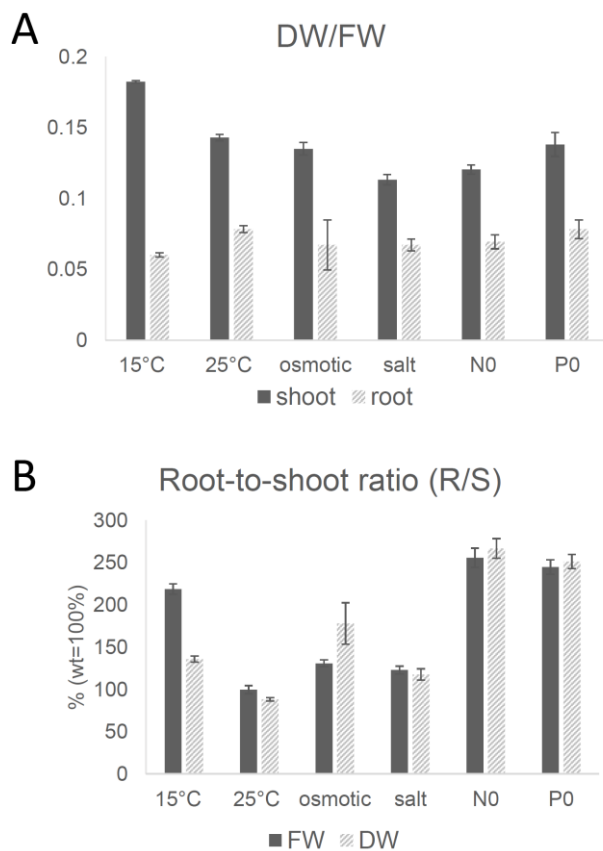 A
DW/FW
0.2
0.15
0.1
0.05
0
15°C 25°C osmotic salt N0 P0
shoot root
B
Root-to-shoot ratio (R/S)
% (wt=100%)
300
250
200
150
100
50
0
15°C 25°C osmotic salt N0 P0
FW DW